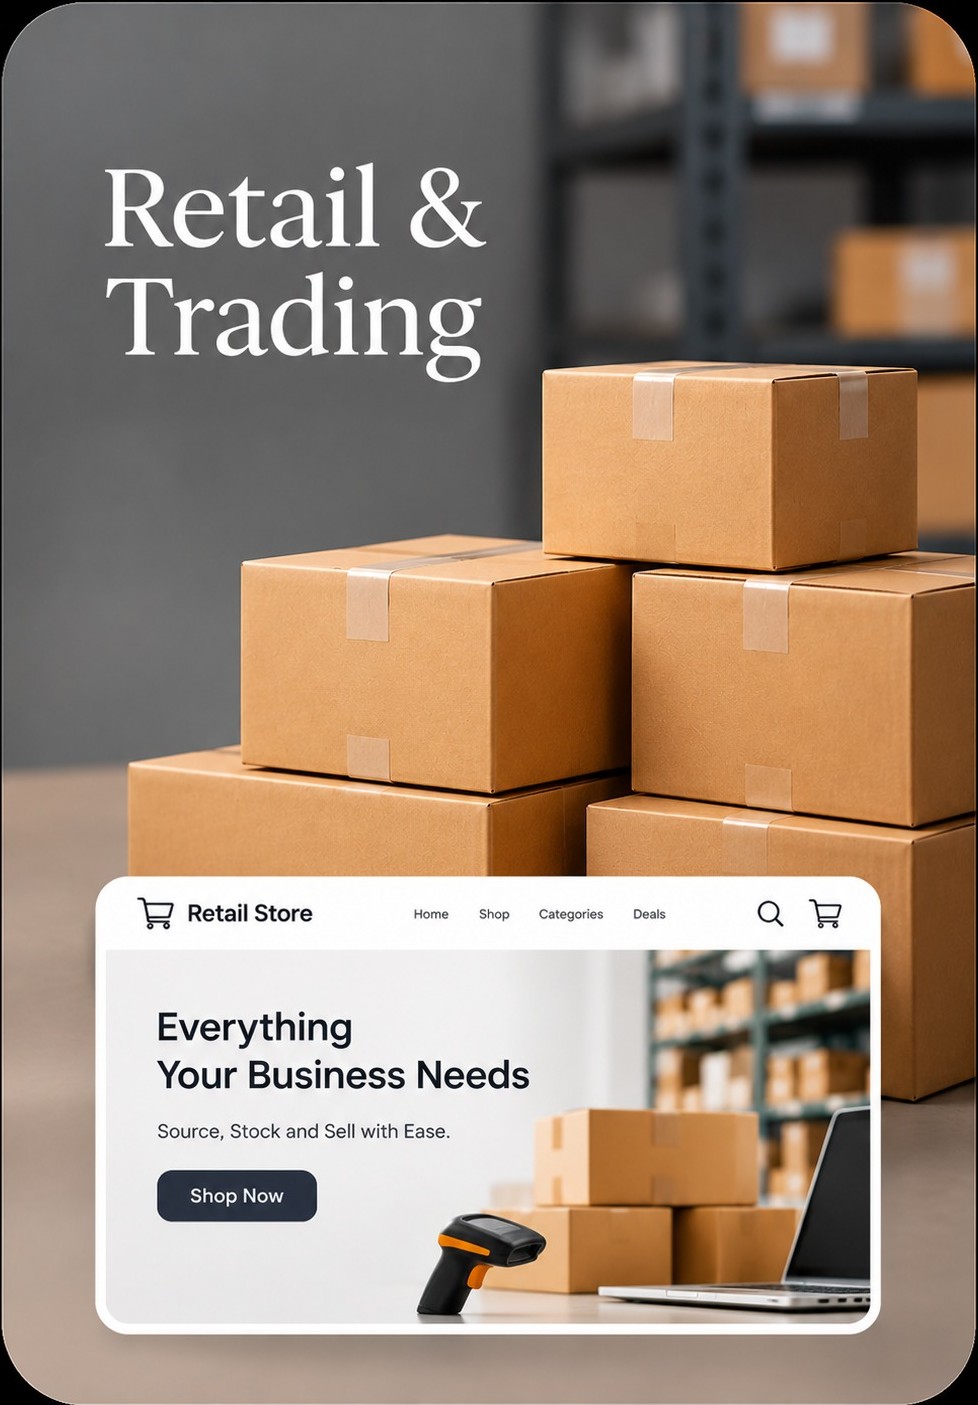 Retail &
Trading
Retail Store
Home
Shop
Categories
Deals
Everything
Your Business Needs
Source, Stock and Sell with Ease.
Shop Now